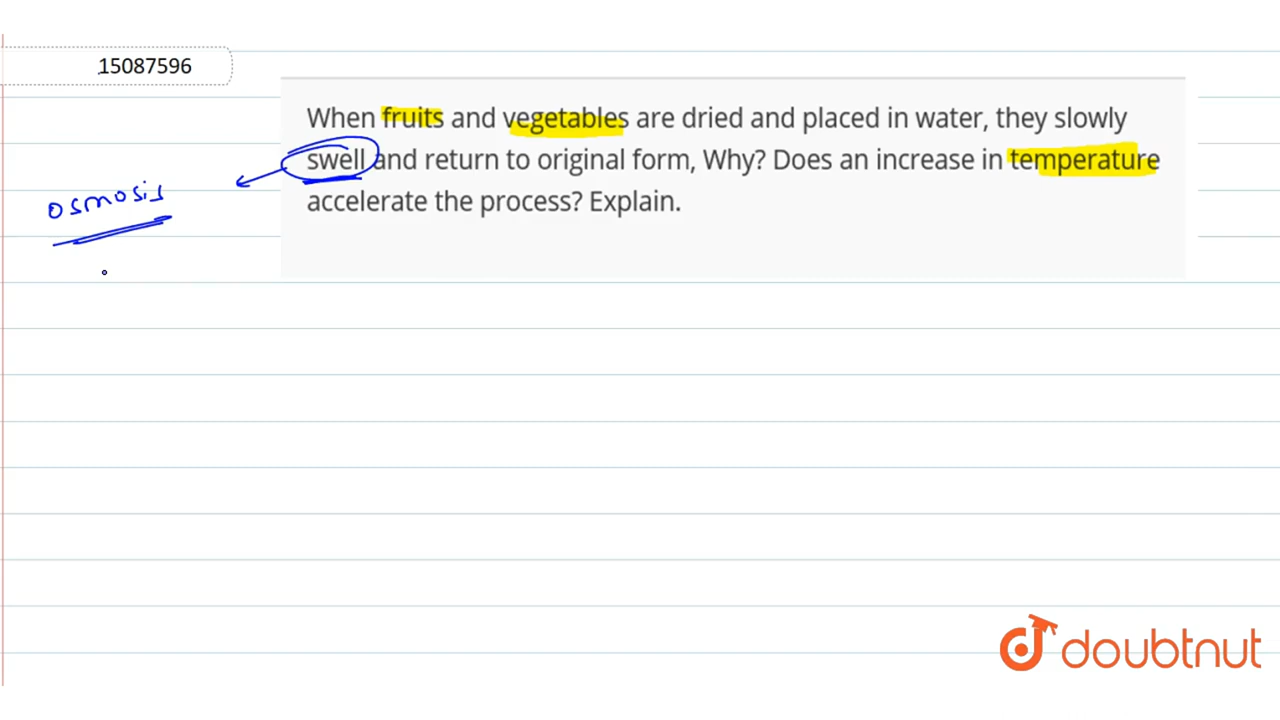 15087596
When fruits and vegetables are dried and placed in water, they slowly
swell and return to original form, Why? Does an increase in temperature
accelerate the process? Explain.
osmosis
doubtnut